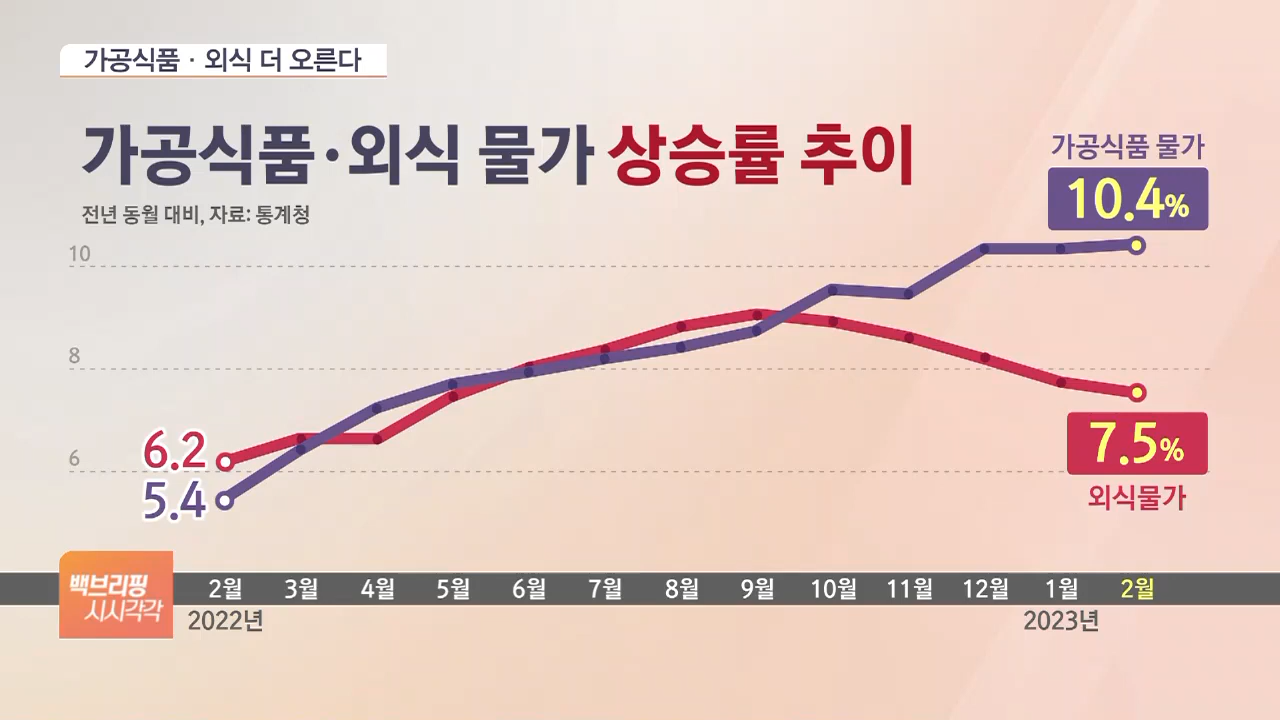 가공식품 · 외식 더 오른다
가공식품·외식 물가 상승률 추이
전년 동월 대비, 자료: 통계청
가공식품 물가
10.4%
10
8
6
6.2
5.4
7.5%
외식물가
백브리핑
시시각각
2월 3월 4월 5월 6월 7월 8월 9월 10월 11월 12월 1월 2월
2022년 2023년